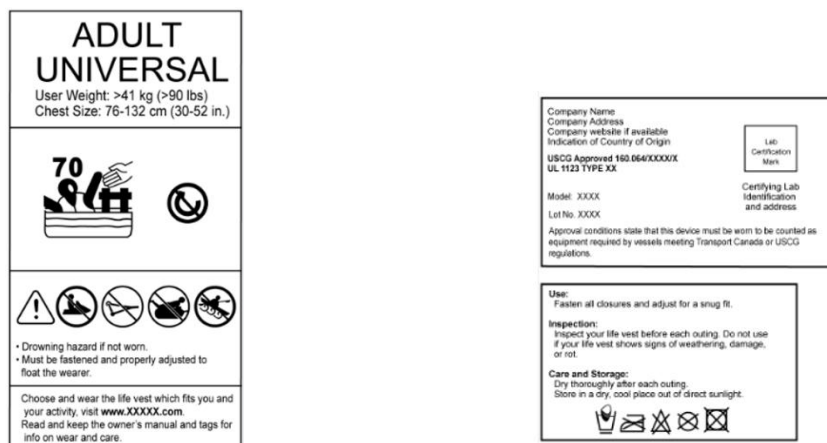 ADULT
UNIVERSAL
User Weight: >41 kg (>90 lbs)
Chest Size: 76-132 cm (30-52 in.)
70
• Drowning hazard if not worn.
• Must be fastened and properly adjusted to
float the wearer.
Choose and wear the life vest which fits you and
your activity, visit www.XXXXX.com.
Read and keep the owner's manual and tags for
info on wear and care.
Company Name
Company Address
Company website if available
Indication of Country of Origin
USCG Approved 160.064/XXXX/X
UL 1123 TYPE XX
Model: XXXX
Lot No. XXXX
Lab
Certification
Mark
Certifying Lab
Identification
and address
Approval conditions state that this device must be worn to be counted as
equipment required by vessels meeting Transport Canada or USCG
regulations.
Use:
Fasten all closures and adjust for a snug fit.
Inspection:
Inspect your life vest before each outing. Do not use
if your life vest shows signs of weathering, damage,
or rot.
Care and Storage:
Dry thoroughly after each outing.
Store in a dry, cool place out of direct sunlight.